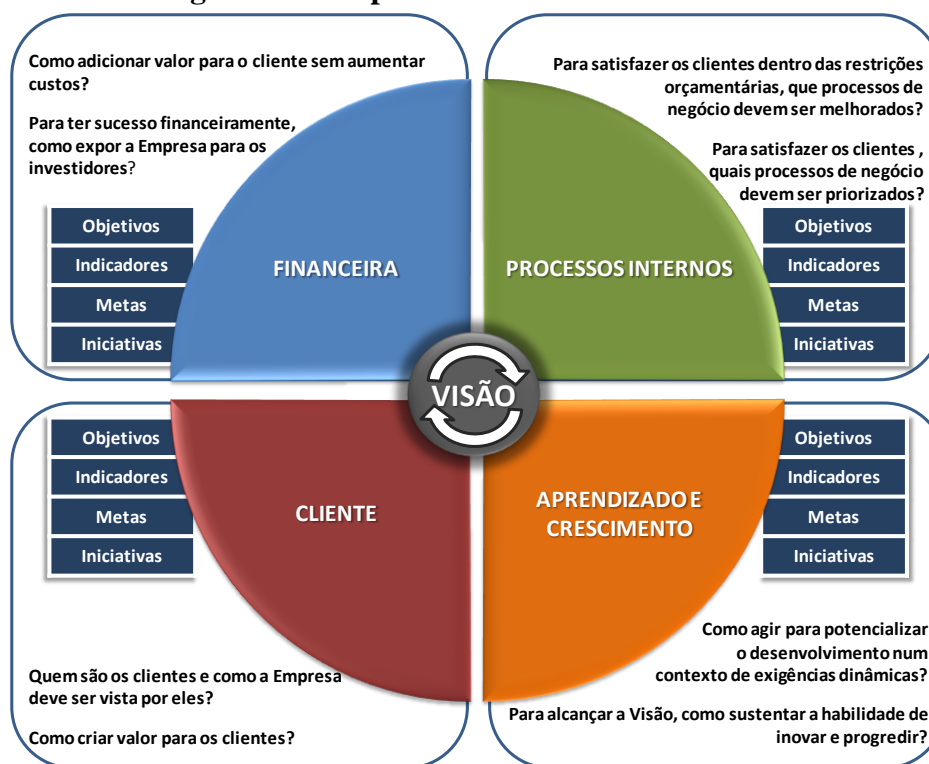 Como adicionar valor para o cliente sem aumentar
custos?
Para ter sucesso financeiramente,
como expor a Empresa para os
investidores?
Objetivos
Indicadores
Metas
Iniciativas
FINANCEIRA
Para satisfazer os clientes dentro das restrições
orçamentárias, que processos de
negócio devem ser melhorados?
Para satisfazer os clientes ,
quais processos de negócio
devem ser priorizados?
PROCESSOS INTERNOS
Objetivos
Indicadores
Metas
Iniciativas
VISÃO
Objetivos
Indicadores
Metas
Iniciativas
CLIENTE
Quem são os clientes e como a Empresa
deve ser vista por eles?
Como criar valor para os clientes?
APRENDIZADO E
CRESCIMENTO
Objetivos
Indicadores
Metas
Iniciativas
Como agir para potencializar
o desenvolvimento num
contexto de exigências dinâmicas?
Para alcançar a Visão, como sustentar a habilidade de
inovar e progredir?